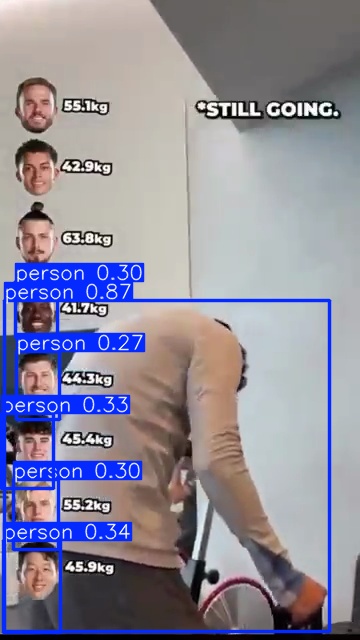 55.1kg
*STILL GOING.
42.9kg
63.8kg
person 0.30
person 0.87
41.7kg
person 0.27
44.3kg
person 0.33
45.4kg
person 0.30
55.2kg
person 0.34
45.9kg